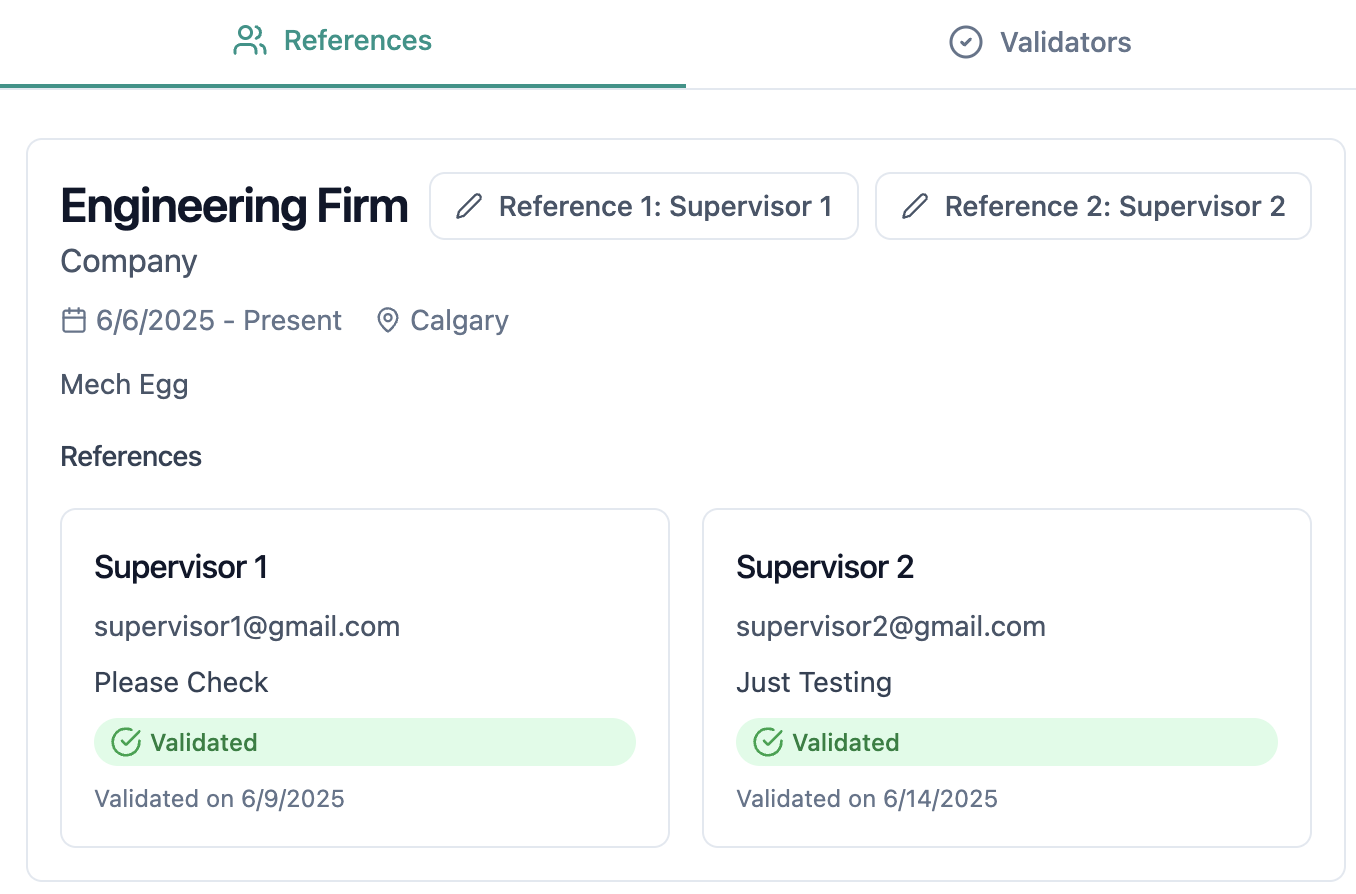 References
Validators
Engineering Firm
Reference 1: Supervisor 1
Reference 2: Supervisor 2
Company
6/6/2025 - Present
Calgary
Mech Egg
References
Supervisor 1
supervisor1@gmail.com
Please Check
Validated
Validated on 6/9/2025
Supervisor 2
supervisor2@gmail.com
Just Testing
Validated
Validated on 6/14/2025